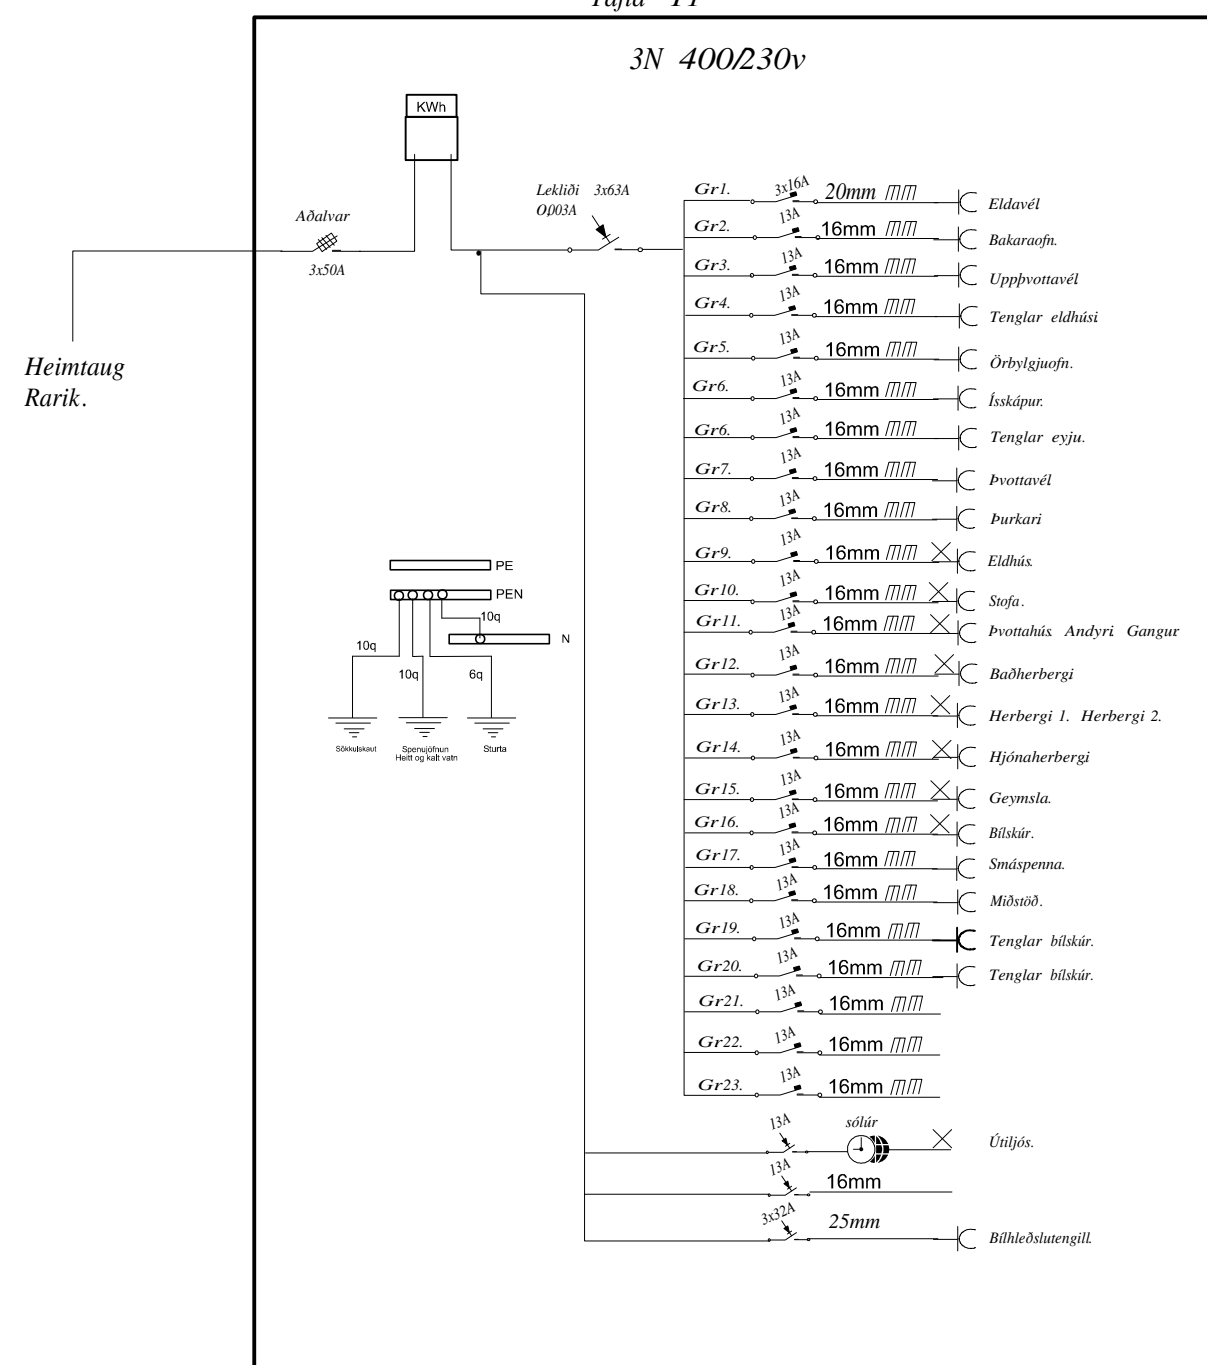 Tafla T1
3N 400/230v
KWh
Aðalvar
3x50A
Heimtaug
Rarik.
Lekliði 3x63A
0,003A
Gr1. 3x16A 20mm Eldavél
Gr2. 13A 16mm Bakaraofn.
Gr3. 13A 16mm Uppþvottavél
Gr4. 13A 16mm Tenglar eldhúsi
Gr5. 13A 16mm Örbylgjuofn.
Gr6. 13A 16mm Ísskápur.
Gr6. 13A 16mm Tenglar eyju.
Gr7. 13A 16mm Þvottavél
Gr8. 13A 16mm Þurkari
Gr9. 13A 16mm Eldhús.
Gr10. 13A 16mm Stofa.
Gr11. 13A 16mm Þvottahús. Andyri. Gangur
Gr12. 13A 16mm Baðherbergi
Gr13. 13A 16mm Herbergi 1. Herbergi 2.
Gr14. 13A 16mm Hjónaherbergi
Gr15. 13A 16mm Geymsla.
Gr16. 13A 16mm Bílskúr.
Gr17. 13A 16mm Smáspenna.
Gr18. 13A 16mm Miðstöð.
Gr19. 13A 16mm Tenglar bílskúr.
Gr20. 13A 16mm Tenglar bílskúr.
Gr21. 13A 16mm
Gr22. 13A 16mm
Gr23. 13A 16mm
13A sólúr Útiljós.
13A 16mm
3x32A 25mm Bílhleðslutengill.
PE
PEN
10q
N
10q
10q
6q
Sökkulskaut
Spenujöfnun
Heitt og kalt vatn
Sturta